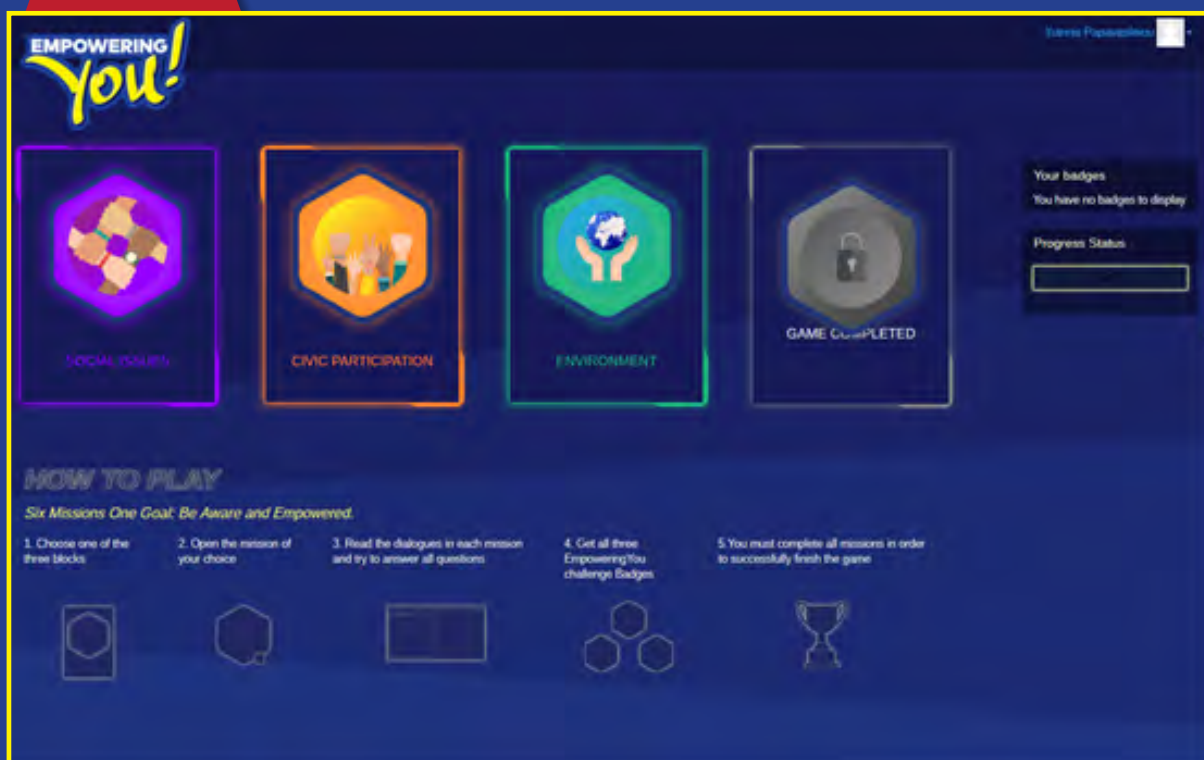 EMPOWERING
You!
Your badges
You have no badges to display
Progress Status
SOCIAL ISSUES
CIVIC PARTICIPATION
ENVIRONMENT
GAME COMPLETED
HOW TO PLAY
Six Missions One Goal: Be Aware and Empowered.
1. Choose one of the
three blocks
2. Open the mission of
your choice
3. Read the dialogues in each mission
and try to answer all questions
4. Get all three
EmpoweringYou
challenge Badges
5. You must complete all missions in order
to successfully finish the game